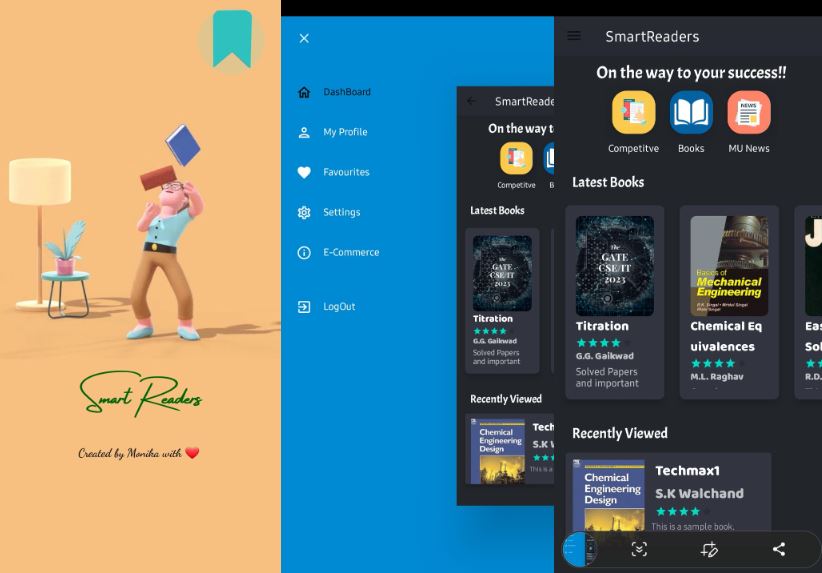 Smart Readers
Created by Monika with ❤️
DashBoard
My Profile
Favourites
Settings
E-Commerce
LogOut
SmartReade
On the way t
Competitve
B
Latest Books
the
GATE
CSE/IT
2023
Titration
G.G. Gaikwad
Solved Papers
and important
Recently Viewed
Chemical
Engineering
Design
Tech
S.K W
This is a
SmartReaders
On the way to your success!!
NEWS
Competitve
Books
MU News
Latest Books
the
GATE
CSE/IT
2023
Titration
G.G. Gaikwad
Solved Papers
and important
Basics of
Mechanical
Engineering
Chemical Eq
uivalences
M.L. Raghav
J
Eas
Sol
R.D.
Recently Viewed
Chemical
Engineering
Design
Techmax1
S.K Walchand
This is a sample book.